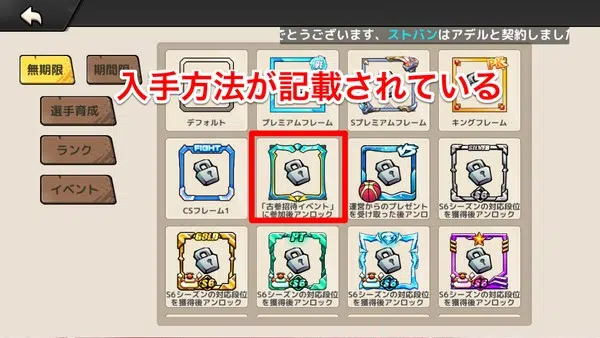 でとうございます、ストバンはアデルと契約しました
無期限
期間限
入手方法が記載されている
選手育成
ランク
イベント
デフォルト
プレミアムフレーム
Sプレミアムフレーム
PK
キングフレーム
FIGHT
CSフレーム1
「古参招待イベント」
に参加後アンロック
VS
運営からのプレゼント
を受け取った後アンロ
SILVER
S6
S6シーズンの対応段位
を獲得後アンロック
GOLD
S6
S6シーズンの対応段位
を獲得後アンロック
PT
S6
S6シーズンの対応段位
を獲得後アンロック
S6
S6シーズンの対応段位
を獲得後アンロック
S6
S6シーズンの対応段位
を獲得後アンロック